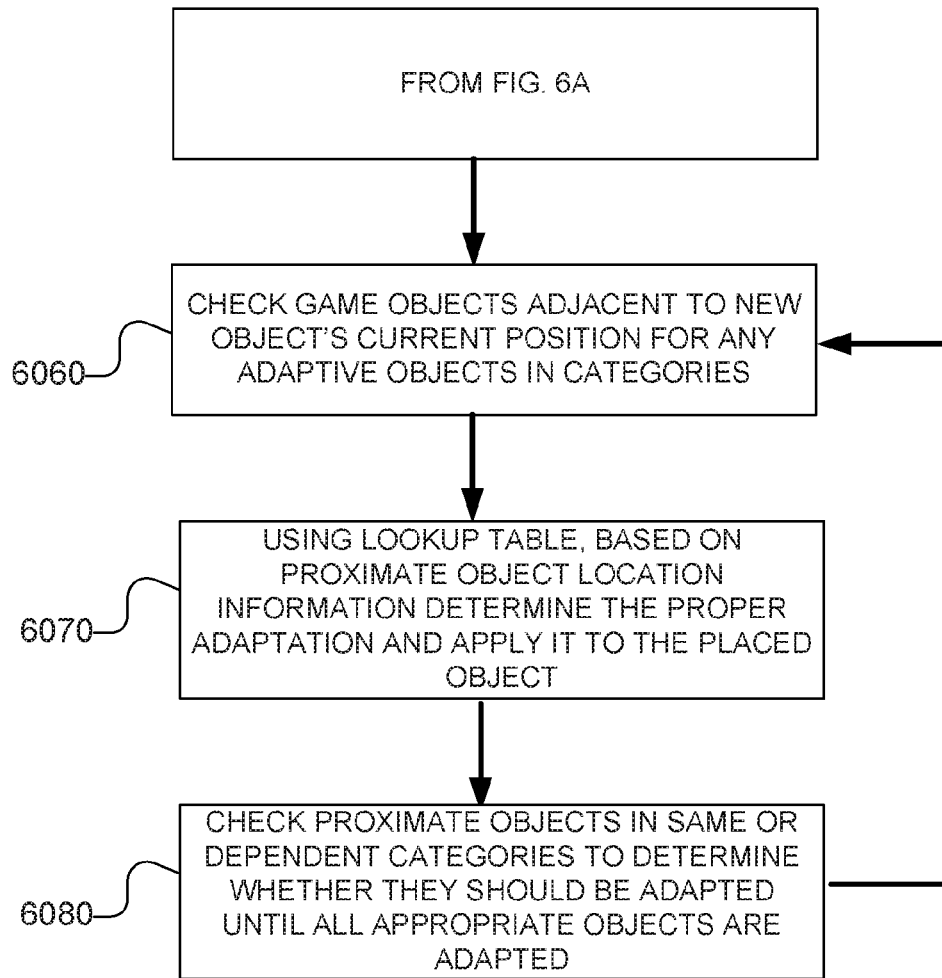 FROM FIG. 6A
CHECK GAME OBJECTS ADJACENT TO NEW
OBJECT'S CURRENT POSITION FOR ANY
ADAPTIVE OBJECTS IN CATEGORIES
6060
USING LOOKUP TABLE, BASED ON
PROXIMATE OBJECT LOCATION
INFORMATION DETERMINE THE PROPER
ADAPTATION AND APPLY IT TO THE PLACED
OBJECT
6070
CHECK PROXIMATE OBJECTS IN SAME OR
DEPENDENT CATEGORIES TO DETERMINE
WHETHER THEY SHOULD BE ADAPTED
UNTIL ALL APPROPRIATE OBJECTS ARE
ADAPTED
6080